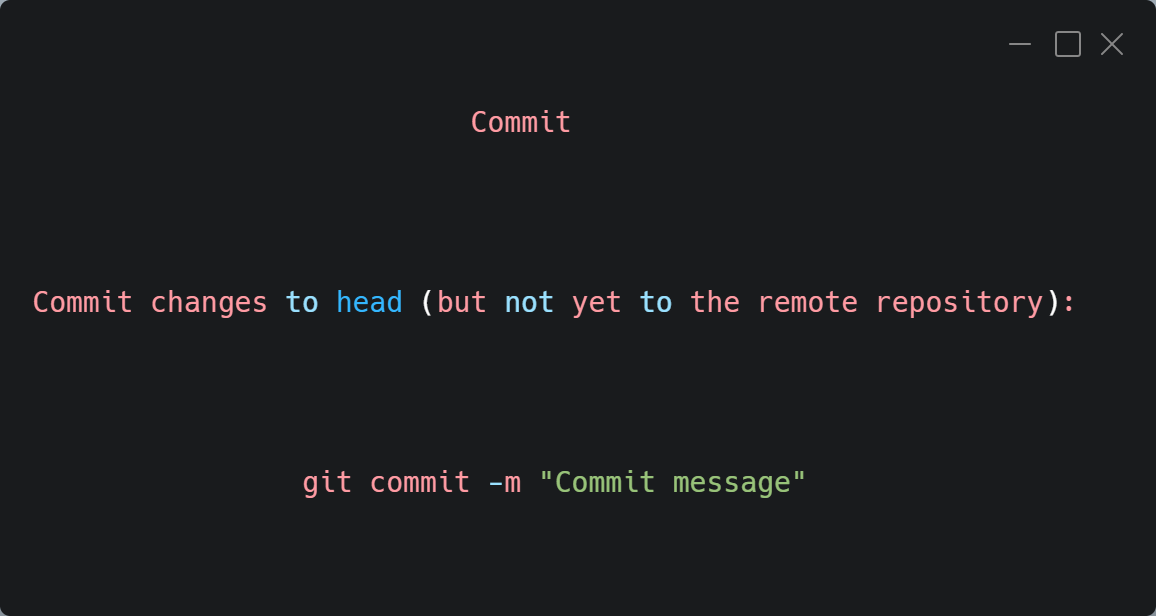 Commit
Commit changes to head (but not yet to the remote repository):
git commit -m "Commit message"